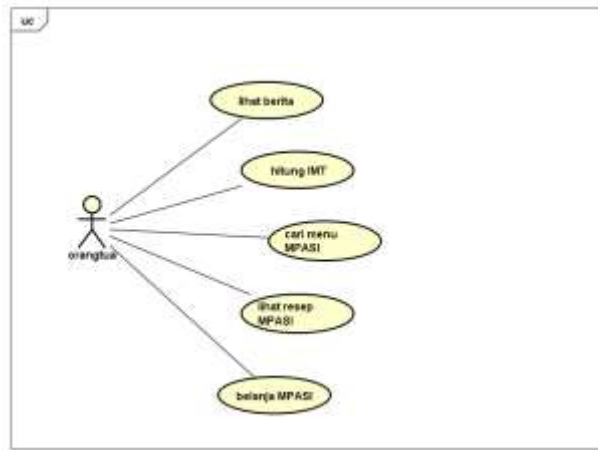 uc
lihat berita
hitung IMT
cari menu
MPASI
orangtua
lihat resep
MPASI
belanja MPASI